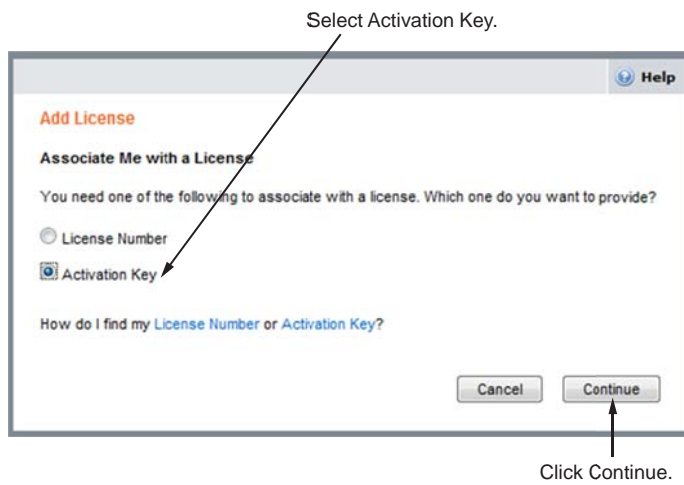 Select Activation Key.
Help
Add License
Associate Me with a License
You need one of the following to associate with a license. Which one do you want to provide?
License Number
Activation Key
How do I find my License Number or Activation Key?
Cancel
Continue
Click Continue.